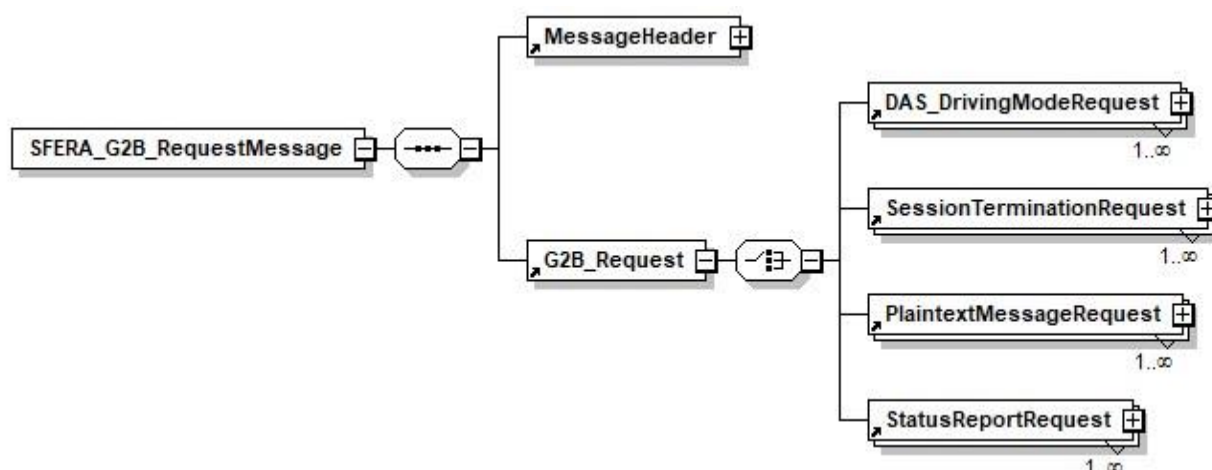 MessageHeader
DAS_DrivingModeRequest
1..∞
SFERA_G2B_RequestMessage
SessionTerminationRequest
1..∞
G2B_Request
PlaintextMessageRequest
1..∞
StatusReportRequest
1..∞